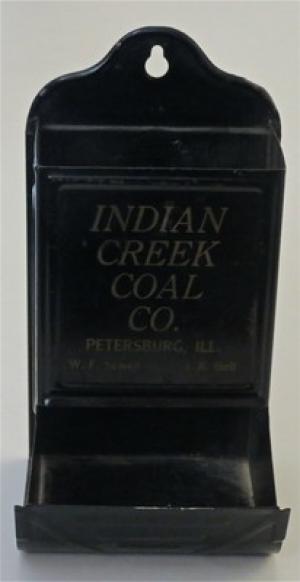 INDIAN
CREEK
COAL
CO.
PETERSBURG, ILL.
W. F.